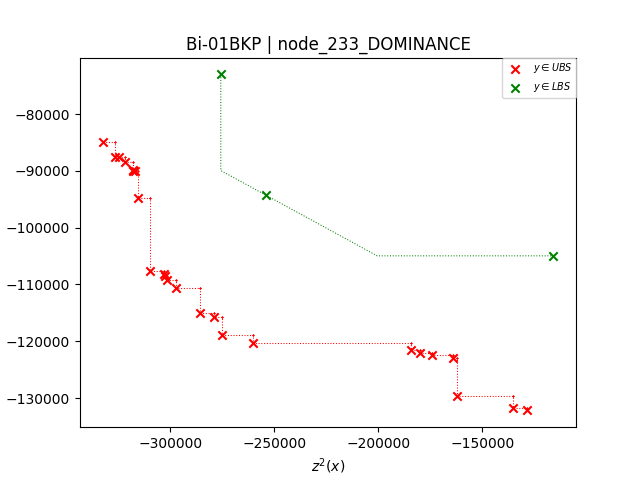 Bi-01BKP | node_233_DOMINANCE
y ∈ UBS
y ∈ LBS
−80000
−90000
−100000
−110000
−120000
−130000
−300000 −250000 −200000 −150000
z²(x)